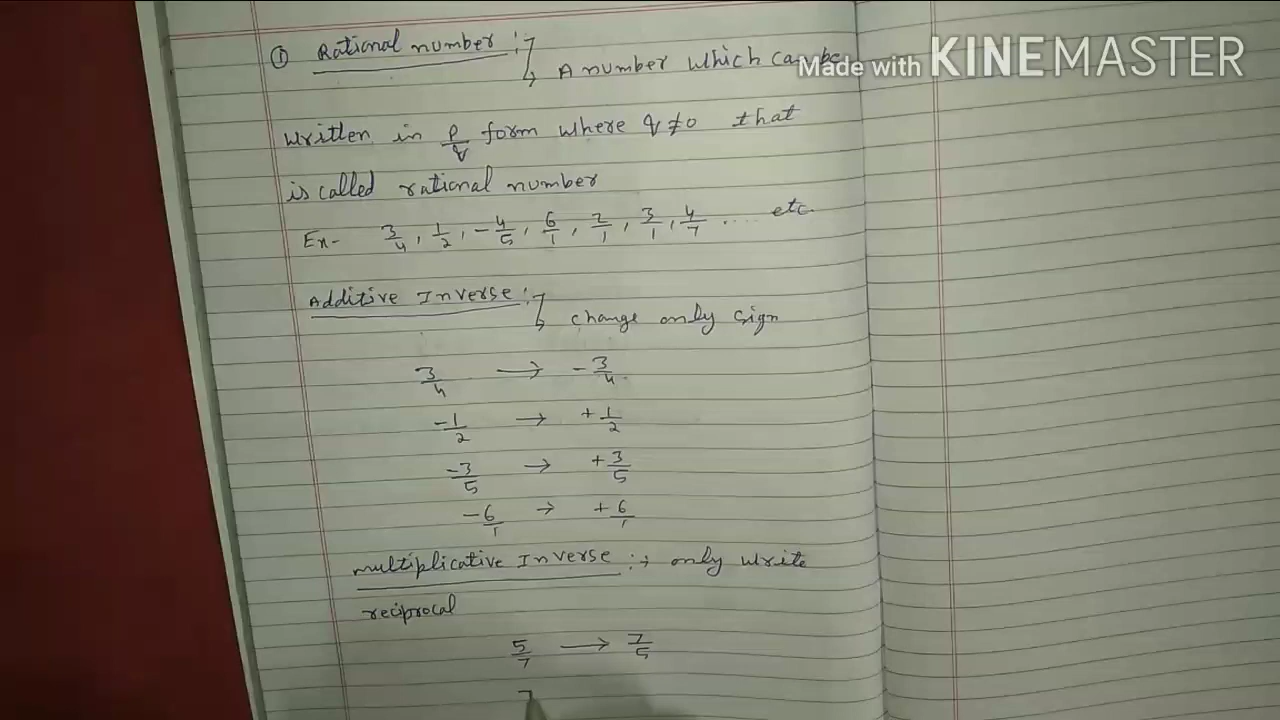 ① Rational number :→ A number which can be
Made with KINEMASTER
written in p/q form where q≠0 that
is called rational number
Ex- 3/4, 1/2, -4/5, 6/1, 2/1, 3/1, 4/7 .... etc.
Additive Inverse :→ change only sign
3/4 → -3/4
-1/2 → +1/2
-3/5 → +3/5
-6/1 → +6/1
multiplicative Inverse :→ only write
reciprocal
5/7 → 7/5